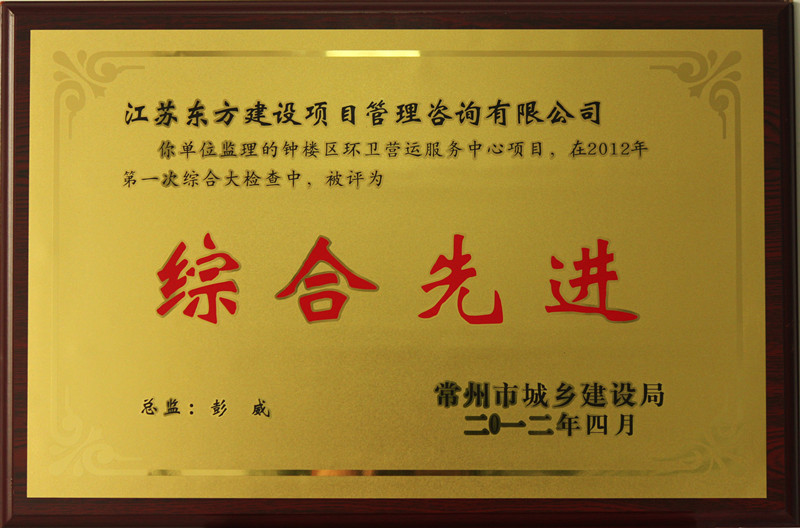 江苏东方建设项目管理咨询有限公司
你单位监理的钟楼区环卫营运服务中心项目，在2012年
第一次综合大检查中，被评为
综合先进
总监：彭 威
常州市城乡建设局
二0一二年四月